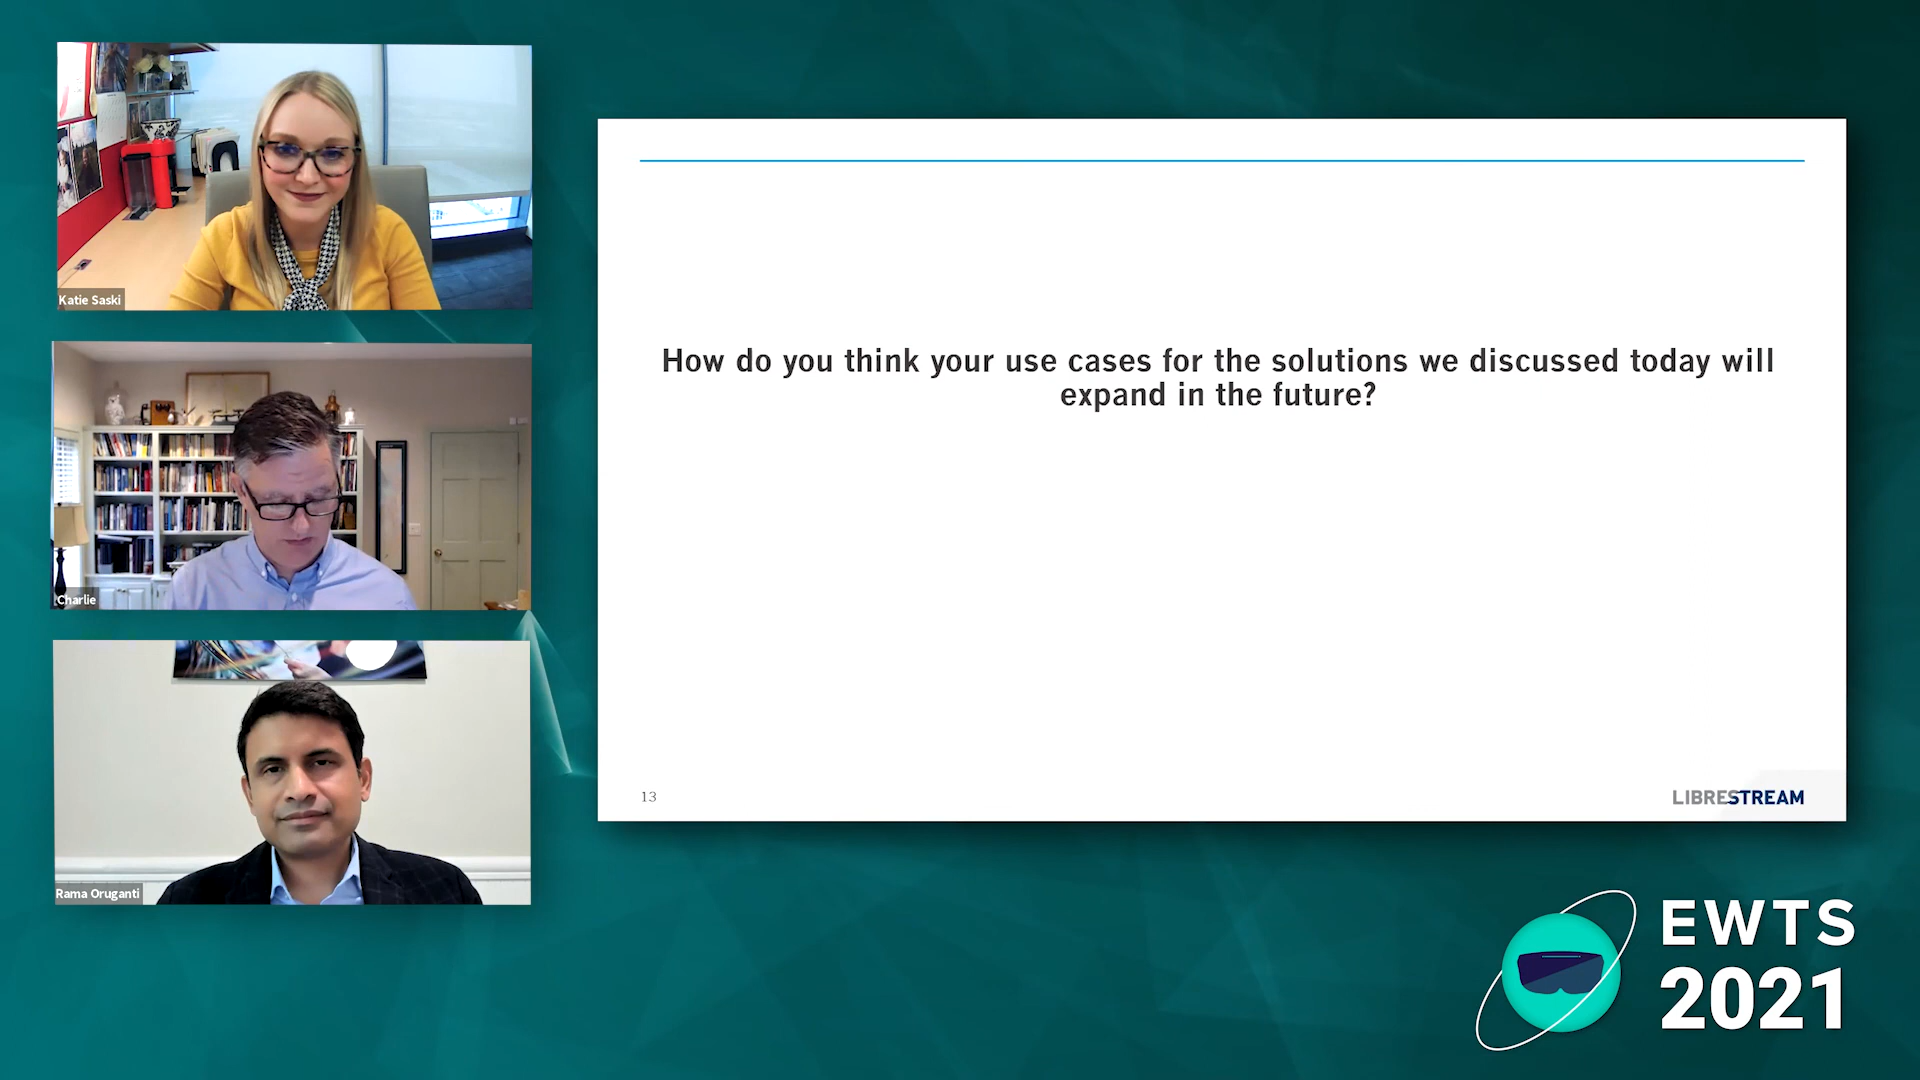 Katie Saski
Charlie
Rama Oruganti
How do you think your use cases for the solutions we discussed today will
expand in the future?
13
LIBRESTREAM
EWTS
2021